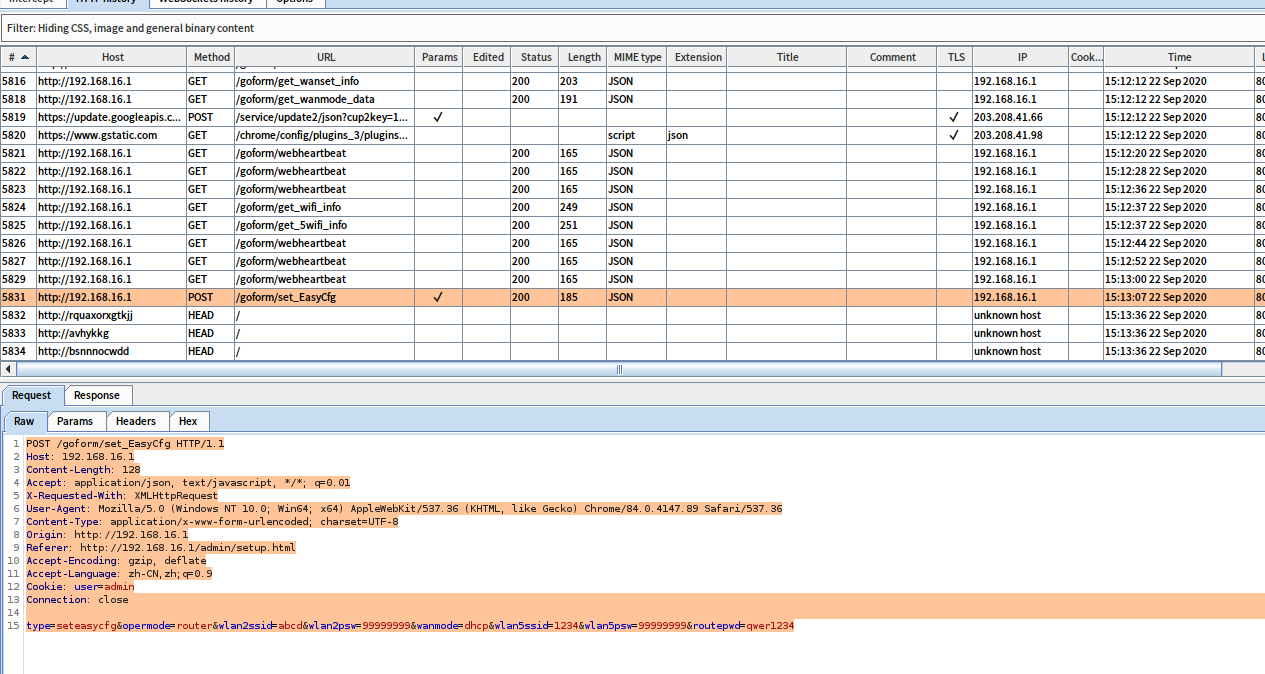 Intercept HTTP history WebSockets history Options
Filter: Hiding CSS, image and general binary content
# Host Method URL Params Edited Status Length MIME type Extension Title Comment TLS IP Cook... Time
5816 http://192.168.16.1 GET /goform/get_wanset_info 200 203 JSON 192.168.16.1 15:12:12 22 Sep 2020 80
5818 http://192.168.16.1 GET /goform/get_wanmode_data 200 191 JSON 192.168.16.1 15:12:12 22 Sep 2020 80
5819 https://update.googleapis.c... POST /service/update2/json?cup2key=1... ✓ ✓ 203.208.41.66 15:12:12 22 Sep 2020 80
5820 https://www.gstatic.com GET /chrome/config/plugins_3/plugins... script json ✓ 203.208.41.98 15:12:12 22 Sep 2020 80
5821 http://192.168.16.1 GET /goform/webheartbeat 200 165 JSON 192.168.16.1 15:12:20 22 Sep 2020 80
5822 http://192.168.16.1 GET /goform/webheartbeat 200 165 JSON 192.168.16.1 15:12:28 22 Sep 2020 80
5823 http://192.168.16.1 GET /goform/webheartbeat 200 165 JSON 192.168.16.1 15:12:36 22 Sep 2020 80
5824 http://192.168.16.1 GET /goform/get_wifi_info 200 249 JSON 192.168.16.1 15:12:37 22 Sep 2020 80
5825 http://192.168.16.1 GET /goform/get_5wifi_info 200 251 JSON 192.168.16.1 15:12:37 22 Sep 2020 80
5826 http://192.168.16.1 GET /goform/webheartbeat 200 165 JSON 192.168.16.1 15:12:44 22 Sep 2020 80
5827 http://192.168.16.1 GET /goform/webheartbeat 200 165 JSON 192.168.16.1 15:12:52 22 Sep 2020 80
5829 http://192.168.16.1 GET /goform/webheartbeat 200 165 JSON 192.168.16.1 15:13:00 22 Sep 2020 80
5831 http://192.168.16.1 POST /goform/set_EasyCfg ✓ 200 185 JSON 192.168.16.1 15:13:07 22 Sep 2020 80
5832 http://rquaxorxgtkjj HEAD / unknown host 15:13:36 22 Sep 2020 80
5833 http://avhykkg HEAD / unknown host 15:13:36 22 Sep 2020 80
5834 http://bsnnnocwdd HEAD / unknown host 15:13:36 22 Sep 2020 80
Request Response
Raw Params Headers Hex
1 POST /goform/set_EasyCfg HTTP/1.1
2 Host: 192.168.16.1
3 Content-Length: 128
4 Accept: application/json, text/javascript, */*; q=0.01
5 X-Requested-With: XMLHttpRequest
6 User-Agent: Mozilla/5.0 (Windows NT 10.0; Win64; x64) AppleWebKit/537.36 (KHTML, like Gecko) Chrome/84.0.4147.89 Safari/537.36
7 Content-Type: application/x-www-form-urlencoded; charset=UTF-8
8 Origin: http://192.168.16.1
9 Referer: http://192.168.16.1/admin/setup.html
10 Accept-Encoding: gzip, deflate
11 Accept-Language: zh-CN,zh;q=0.9
12 Cookie: user=admin
13 Connection: close
14
15 type=seteasycfg&opermode=router&wlan2ssid=abcd&wlan2psw=99999999&wanmode=dhcp&wlan5ssid=1234&wlan5psw=99999999&routepwd=qwer1234